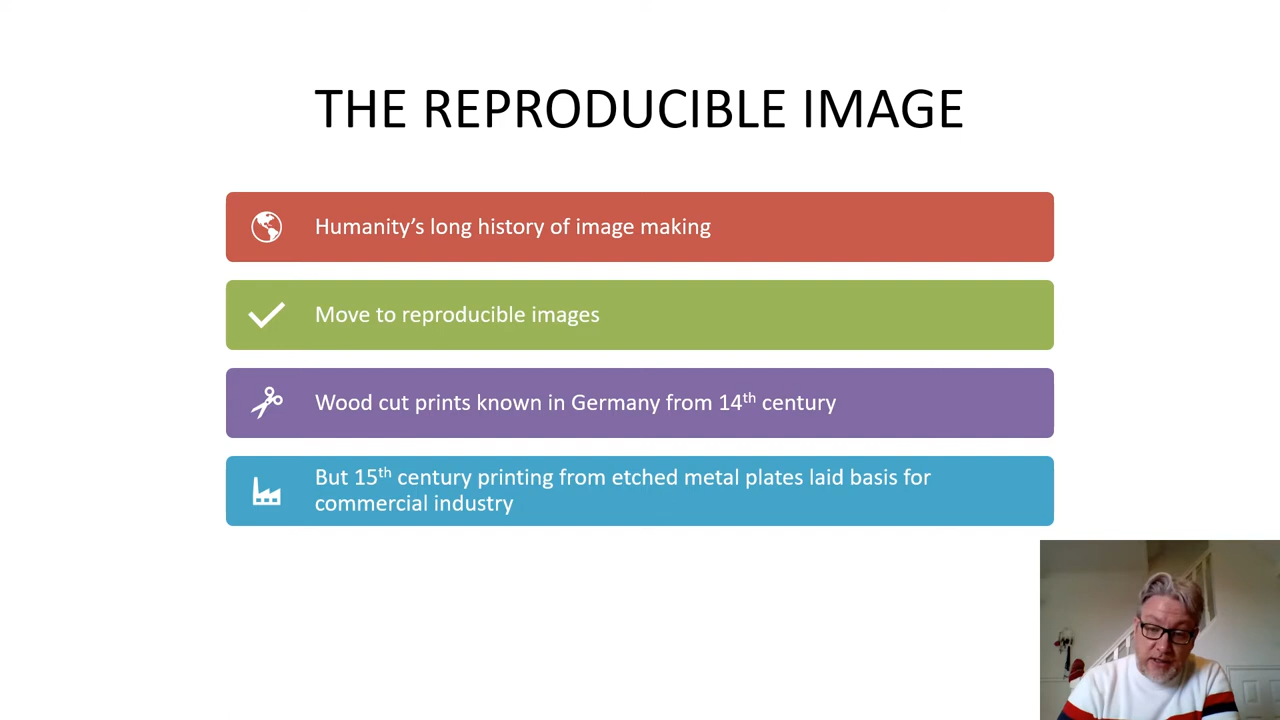 THE REPRODUCIBLE IMAGE
Humanity’s long history of image making
Move to reproducible images
Wood cut prints known in Germany from 14th century
But 15th century printing from etched metal plates laid basis for
commercial industry